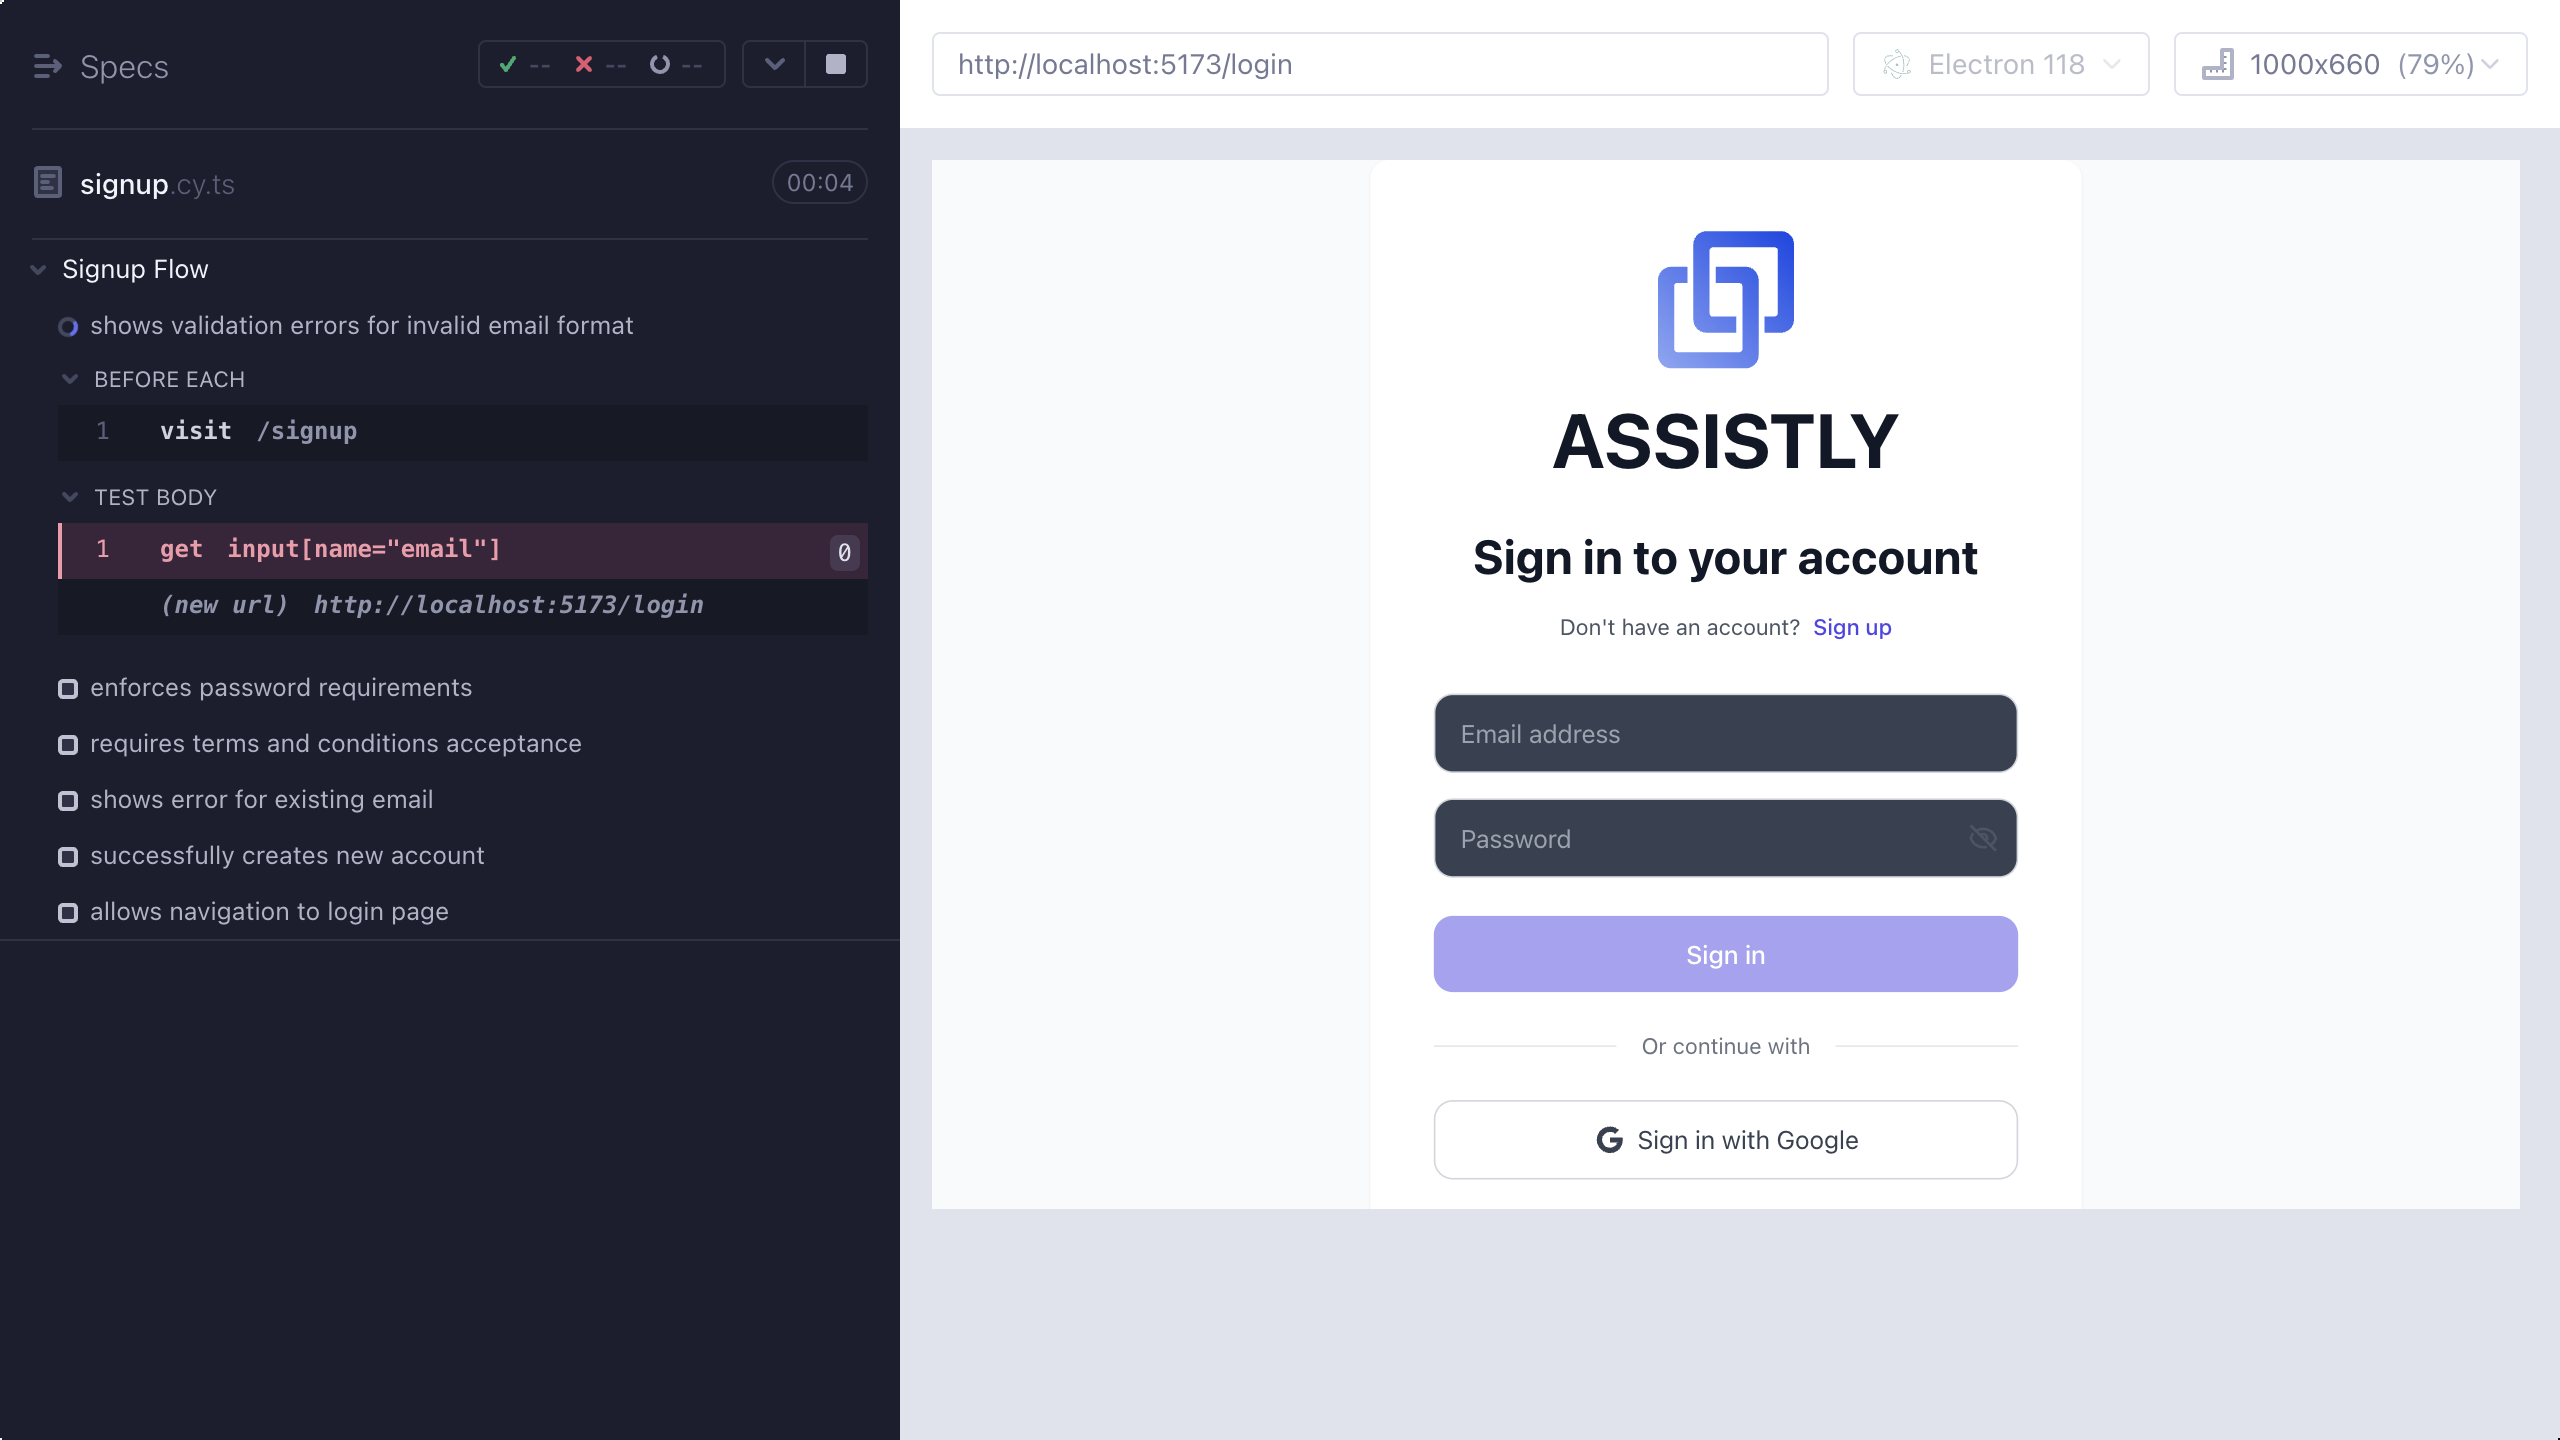 Specs
--
--
--
signup.cy.ts
00:04
Signup Flow
shows validation errors for invalid email format
BEFORE EACH
1 visit /signup
TEST BODY
1 get input[name="email"] 0
(new url) http://localhost:5173/login
enforces password requirements
requires terms and conditions acceptance
shows error for existing email
successfully creates new account
allows navigation to login page
http://localhost:5173/login
Electron 118
1000x660 (79%)
ASSISTLY
Sign in to your account
Don't have an account? Sign up
Email address
Password
Sign in
Or continue with
Sign in with Google